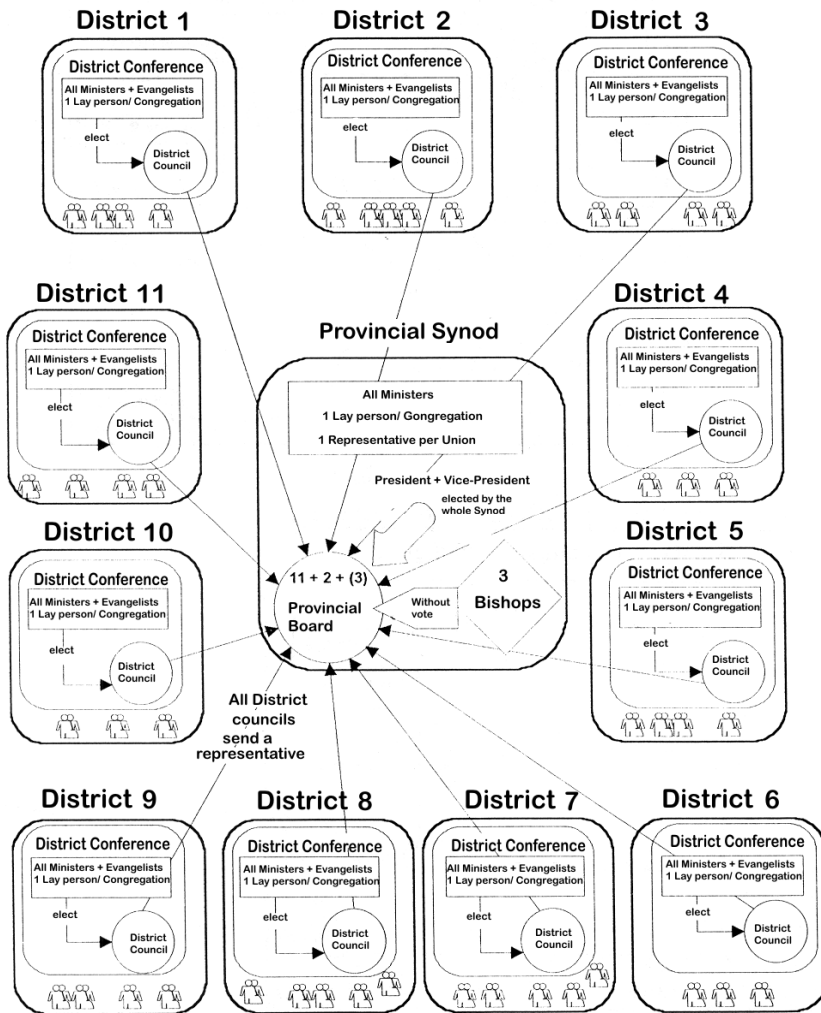 District 1
District Conference
All Ministers + Evangelists
1 Lay person/ Congregation
elect
District
Council
District 2
District Conference
All Ministers + Evangelists
1 Lay person/ Congregation
elect
District
Council
District 3
District Conference
All Ministers + Evangelists
1 Lay person/ Congregation
elect
District
Council
District 11
District Conference
All Ministers + Evangelists
1 Lay person/ Congregation
elect
District
Council
Provincial Synod
All Ministers
1 Lay person/ Gongregation
1 Representative per Union
President + Vice-President
elected by the
whole Synod
11 + 2 + (3)
Provincial
Board
Without
vote
3
Bishops
District 4
District Conference
All Ministers + Evangelists
1 Lay person/ Congregation
elect
District
Council
District 10
District Conference
All Ministers + Evangelists
1 Lay person/ Congregation
elect
District
Council
All District
councils
send a
representative
District 5
District Conference
All Ministers + Evangelists
1 Lay person/ Congregation
elect
District
Council
District 9
District Conference
All Ministers + Evangelists
1 Lay person/ Congregation
elect
District
Council
District 8
District Conference
All Ministers + Evangelists
1 Lay person/ Congregation
elect
District
Council
District 7
District Conference
All Ministers + Evangelists
1 Lay person/ Congregation
elect
District
Council
District 6
District Conference
All Ministers + Evangelists
1 Lay person/ Congregation
elect
District
Council